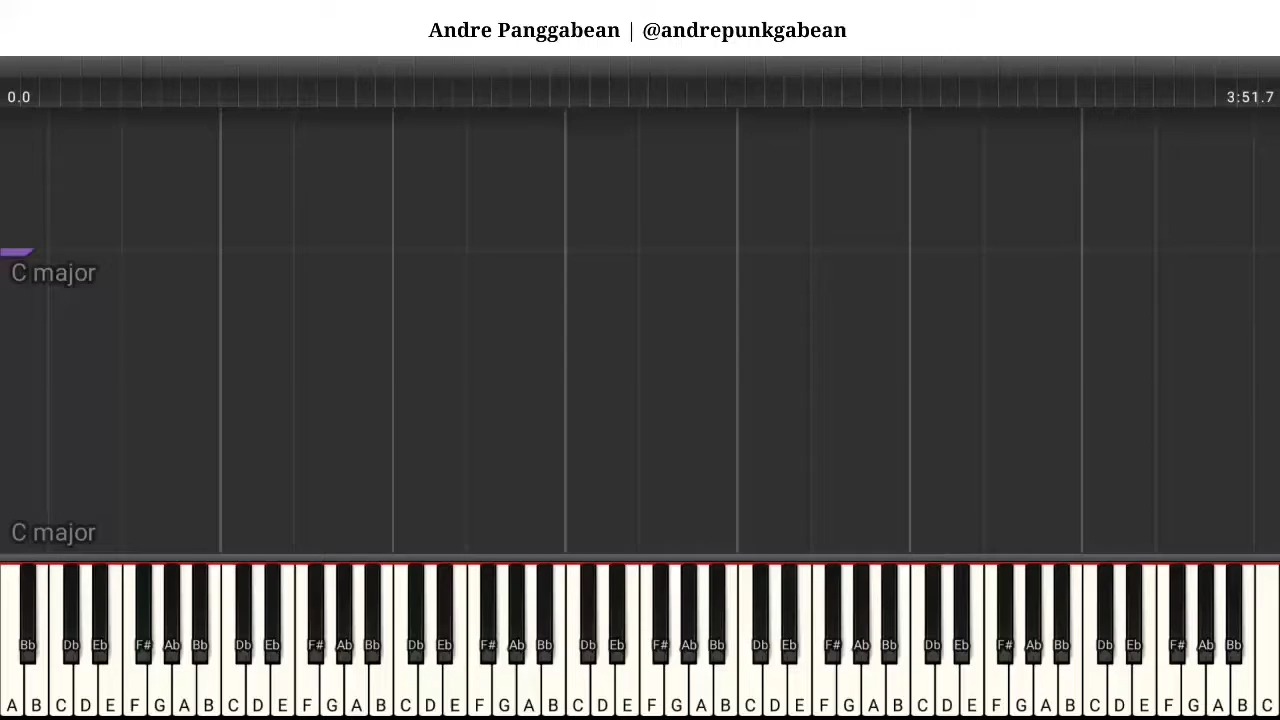 Andre Panggabean | @andrepunkgabean
0.0 3:51.7
C major
C major
Bb Db Eb F# Ab Bb Db Eb F# Ab Bb Db Eb F# Ab Bb Db Eb F# Ab Bb Db Eb F# Ab Bb Db Eb F# Ab Bb Db Eb F# Ab Bb
A B C D E F G A B C D E F G A B C D E F G A B C D E F G A B C D E F G A B C D E F G A B C D E F G A B C